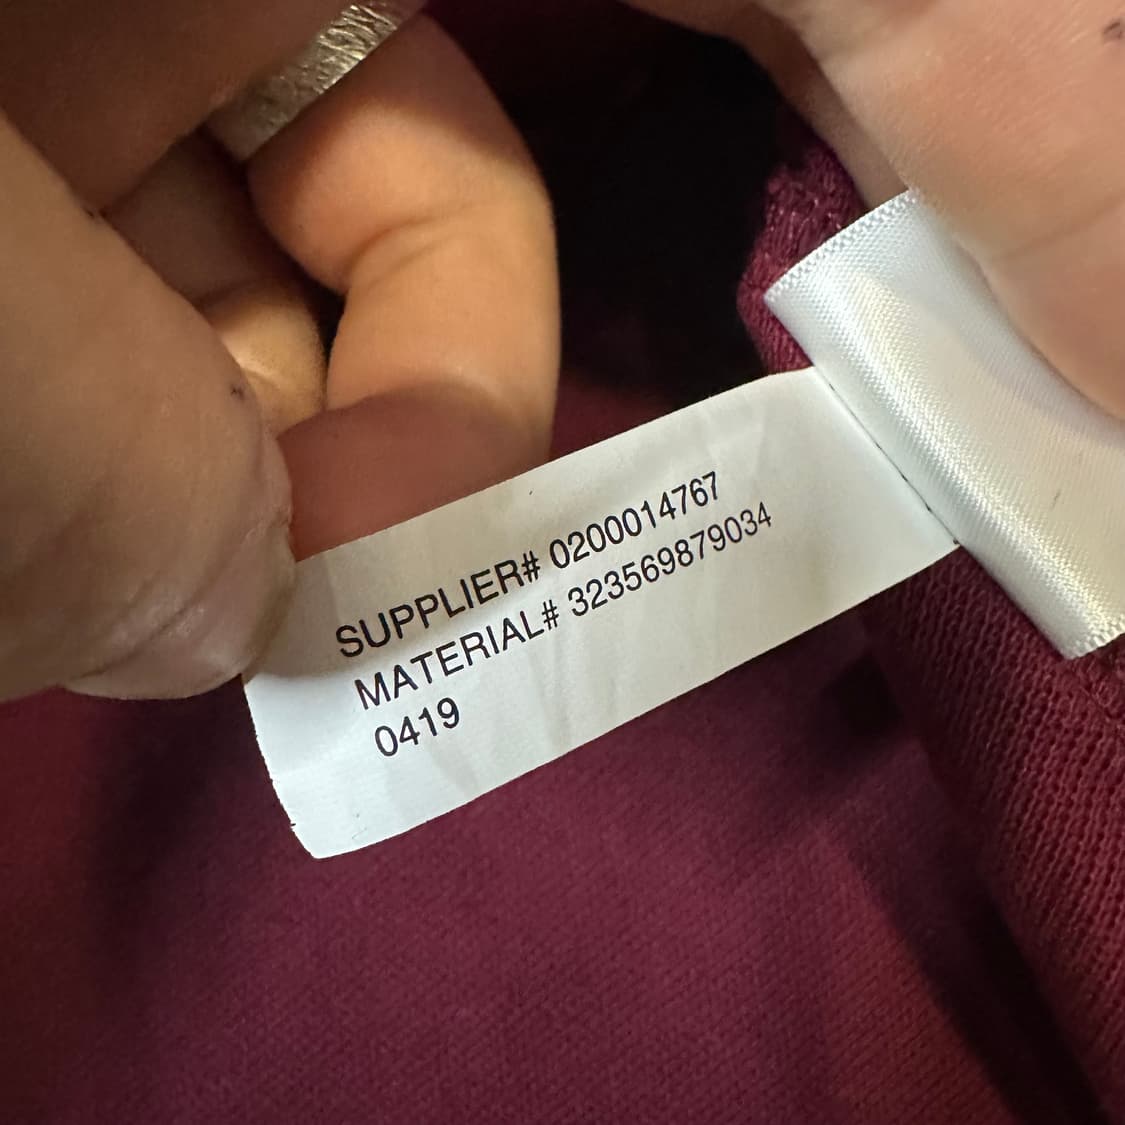 SUPPLIER# 0200014767
MATERIAL# 323569879034
0419